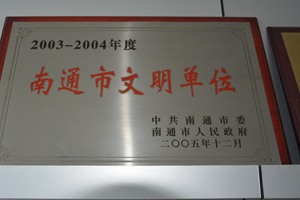 2003-2004年度
南通市文明单位
中共南通市委
南通市人民政府
二〇〇五年十二月